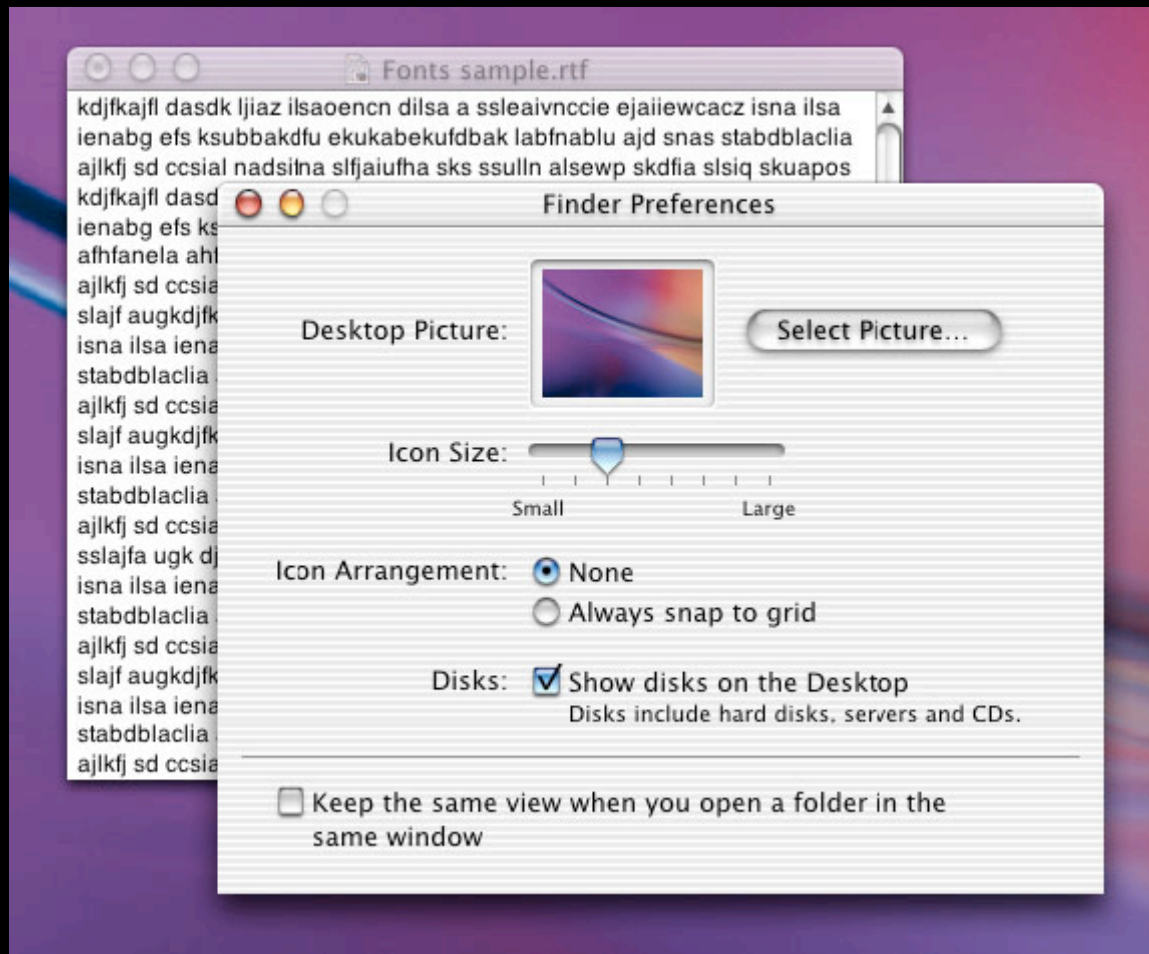 Fonts sample.rtf
kdjfkajfl dasdk ljiaz ilsaoencn dilsa a ssleaivnccie ejaiiewcacz isna ilsa
ienabg efs ksubbakdfu ekukabekufdbak labfnablu ajd snas stabdblaclia
ajlkfj sd ccsial nadsifna slfjaiufha sks ssulln alsewp skdfia slsiq skuapos
kdjfkajfl dasd
ienabg efs ks
afhfanela ahf
ajlkfj sd ccsia
slajf augkdjfk
isna ilsa iena
stabdblaclia
ajlkfj sd ccsia
slajf augkdjfk
isna ilsa iena
stabdblaclia
ajlkfj sd ccsia
sslajfa ugk dj
isna ilsa iena
stabdblaclia
ajlkfj sd ccsia
slajf augkdjfk
isna ilsa iena
stabdblaclia
ajlkfj sd ccsia
Finder Preferences
Desktop Picture:
Select Picture...
Icon Size:
Small Large
Icon Arrangement: None
Always snap to grid
Disks: Show disks on the Desktop
Disks include hard disks, servers and CDs.
Keep the same view when you open a folder in the
same window